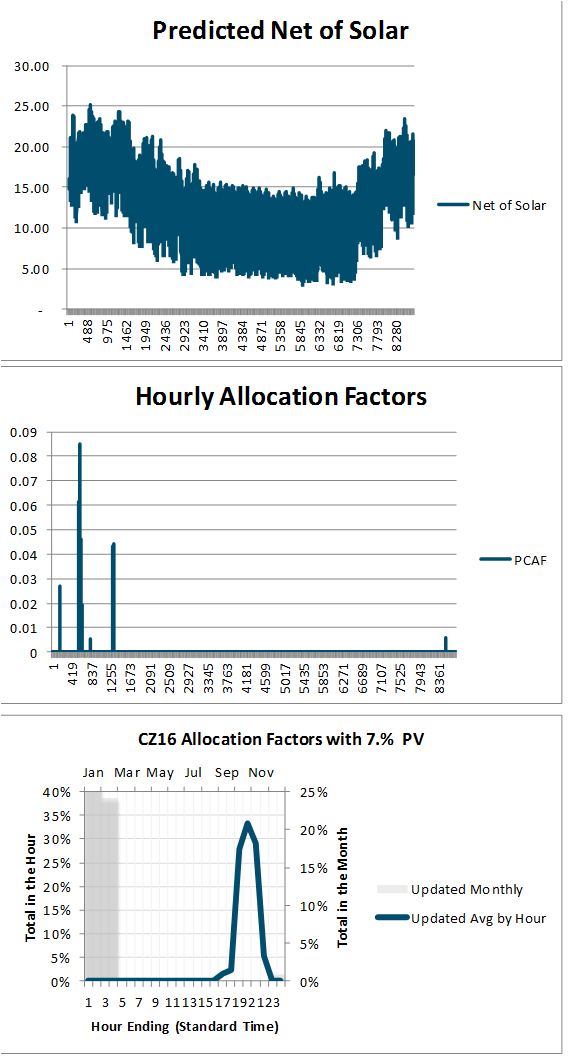 Predicted Net of Solar
30.00
25.00
20.00
15.00
10.00
5.00
-
Net of Solar
1 488 975 1462 1949 2436 2923 3410 3897 4384 4871 5358 5845 6332 6819 7306 7793 8280
Hourly Allocation Factors
0.09
0.08
0.07
0.06
0.05
0.04
0.03
0.02
0.01
0
PCAF
1 419 837 1255 1673 2091 2509 2927 3345 3763 4181 4599 5017 5435 5853 6271 6689 7107 7525 7943 8361
CZ16 Allocation Factors with 7.% PV
Jan Mar May Jul Sep Nov
40% 25%
35%
30% 20%
25% 15%
20%
15% 10%
10%
5% 5%
0% 0%
Total in the Hour
Total in the Month
Updated Monthly
Updated Avg by Hour
1 3 5 7 9 11 13 15 17 19 21 23
Hour Ending (Standard Time)